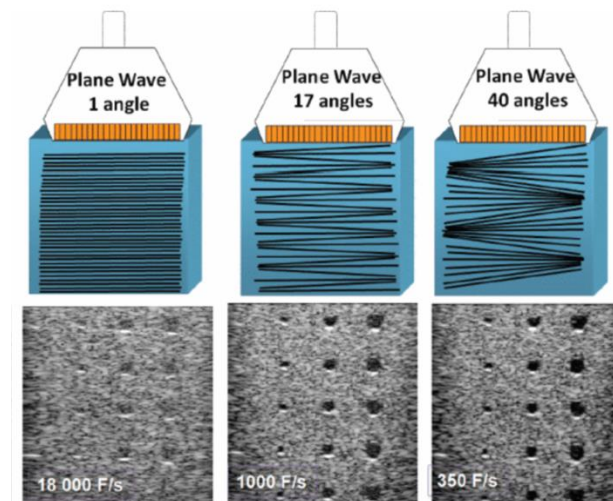 Plane Wave
1 angle
Plane Wave
17 angles
Plane Wave
40 angles
18 000 F/s
1000 F/s
350 F/s